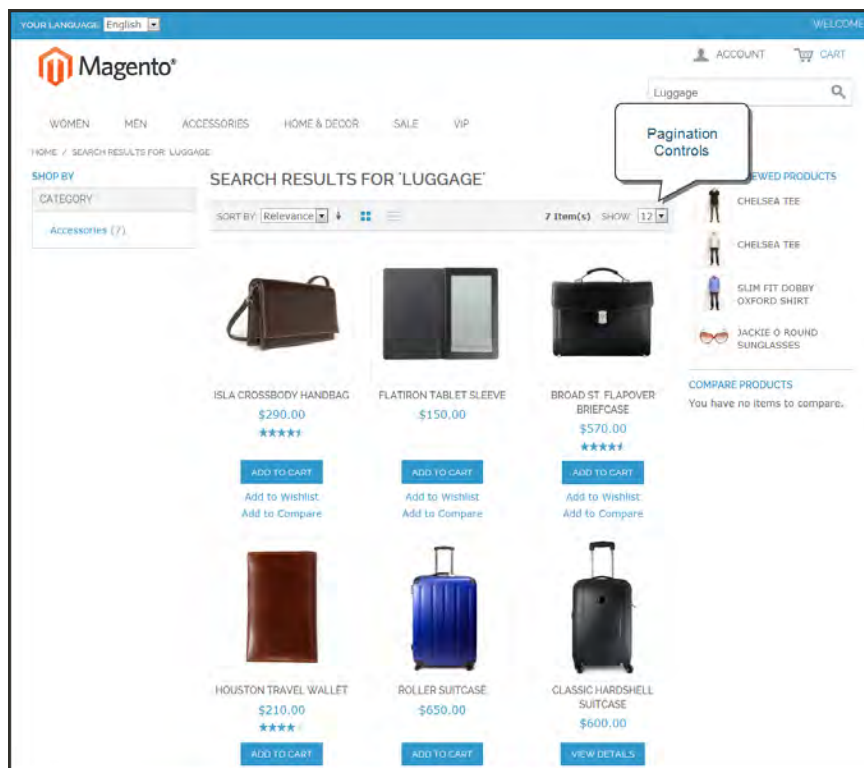 YOUR LANGUAGE: English
WELCOME
Magento®
ACCOUNT
CART
Luggage
WOMEN MEN ACCESSORIES HOME & DECOR SALE VIP
Pagination
Controls
HOME / SEARCH RESULTS FOR 'LUGGAGE'
SHOP BY
CATEGORY
Accessories (7)
SEARCH RESULTS FOR 'LUGGAGE'
SORT BY: Relevance
7 Item(s) SHOW: 12
PRODUCTS
CHELSEA TEE
CHELSEA TEE
SLIM FIT DOBBY
OXFORD SHIRT
JACKIE O ROUND
SUNGLASSES
COMPARE PRODUCTS
You have no items to compare.
ISLA CROSSBODY HANDBAG
$290.00
ADD TO CART
Add to Wishlist
Add to Compare
FLATIRON TABLET SLEEVE
$150.00
ADD TO CART
Add to Wishlist
Add to Compare
BROAD ST. FLAPOVER
BRIEFCASE
$570.00
ADD TO CART
Add to Wishlist
Add to Compare
HOUSTON TRAVEL WALLET
$210.00
ADD TO CART
ROLLER SUITCASE
$650.00
ADD TO CART
CLASSIC HARDSHELL
SUITCASE
$600.00
VIEW DETAILS